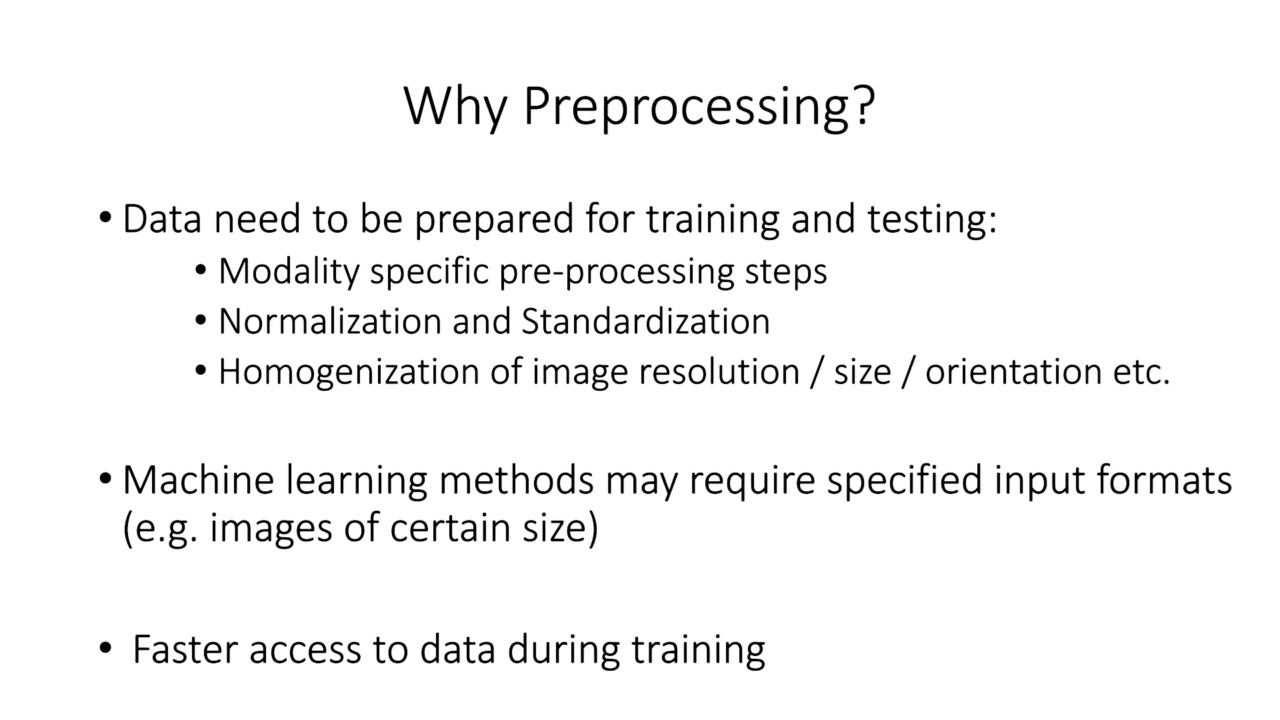 Why Preprocessing?
• Data need to be prepared for training and testing:
• Modality specific pre-processing steps
• Normalization and Standardization
• Homogenization of image resolution / size / orientation etc.
• Machine learning methods may require specified input formats
(e.g. images of certain size)
• Faster access to data during training